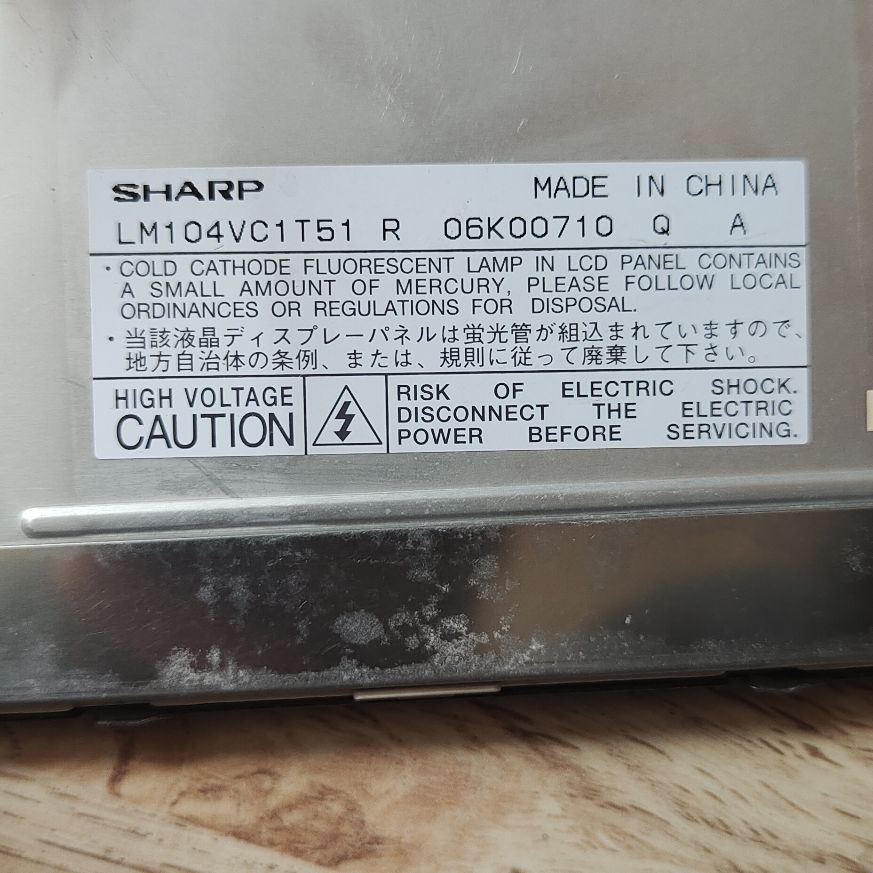 SHARP MADE IN CHINA
LM104VC1T51 R 06K00710 Q A
・COLD CATHODE FLUORESCENT LAMP IN LCD PANEL CONTAINS
A SMALL AMOUNT OF MERCURY, PLEASE FOLLOW LOCAL
ORDINANCES OR REGULATIONS FOR DISPOSAL.
・当該液晶ディスプレーパネルは蛍光管が組込まれていますので、
地方自治体の条例、または、規則に従って廃棄して下さい。
HIGH VOLTAGE
CAUTION
RISK OF ELECTRIC SHOCK.
DISCONNECT THE ELECTRIC
POWER BEFORE SERVICING.